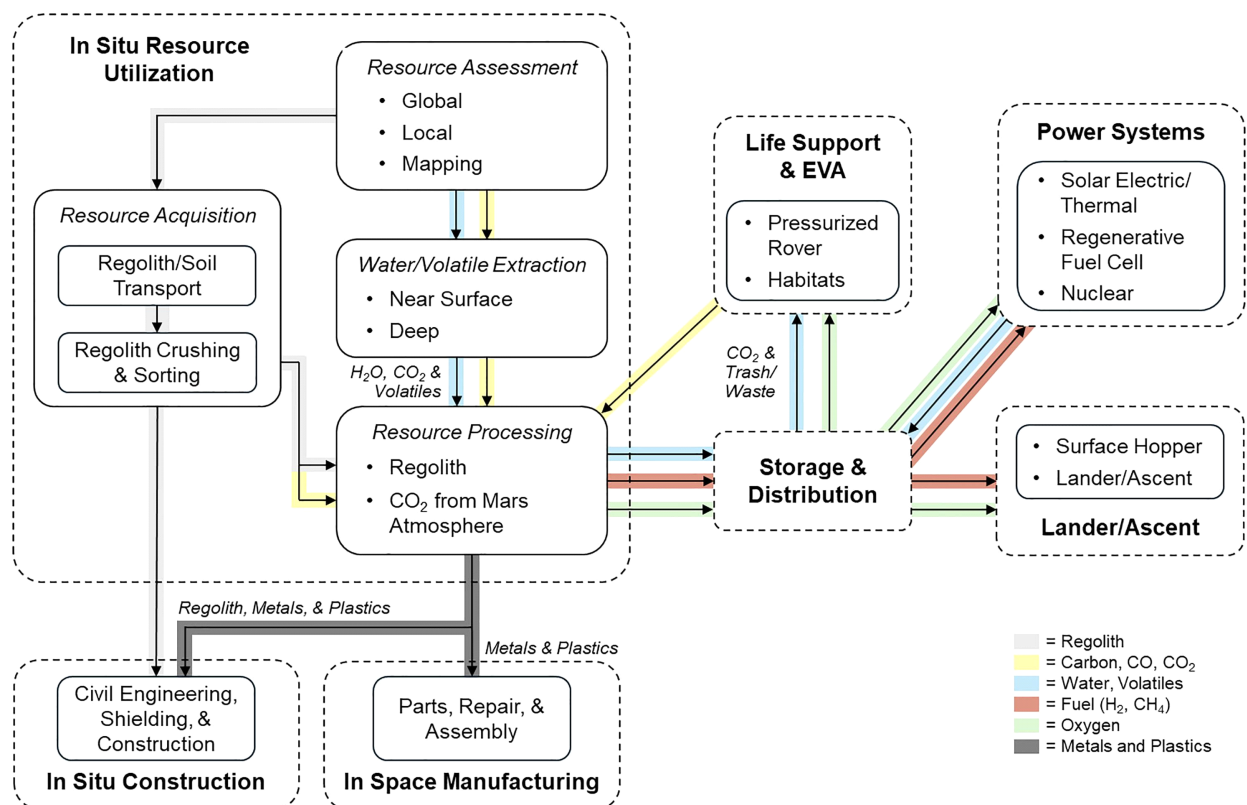 In Situ Resource
Utilization
Resource Assessment
• Global
• Local
• Mapping
Resource Acquisition
Regolith/Soil
Transport
Regolith Crushing
& Sorting
Water/Volatile Extraction
• Near Surface
• Deep
H₂O, CO₂ &
Volatiles
Resource Processing
• Regolith
• CO₂ from Mars
Atmosphere
Life Support
& EVA
• Pressurized
Rover
• Habitats
CO₂ &
Trash/
Waste
Storage &
Distribution
Power Systems
• Solar Electric/
Thermal
• Regenerative
Fuel Cell
• Nuclear
• Surface Hopper
• Lander/Ascent
Lander/Ascent
Regolith, Metals, & Plastics
Metals & Plastics
Civil Engineering,
Shielding, &
Construction
In Situ Construction
Parts, Repair, &
Assembly
In Space Manufacturing
= Regolith
= Carbon, CO, CO₂
= Water, Volatiles
= Fuel (H₂, CH₄)
= Oxygen
= Metals and Plastics